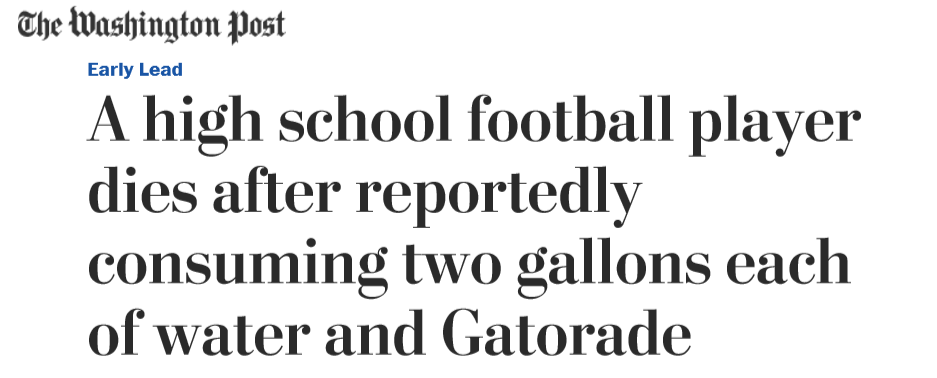 The Washington Post
Early Lead
A high school football player
dies after reportedly
consuming two gallons each
of water and Gatorade